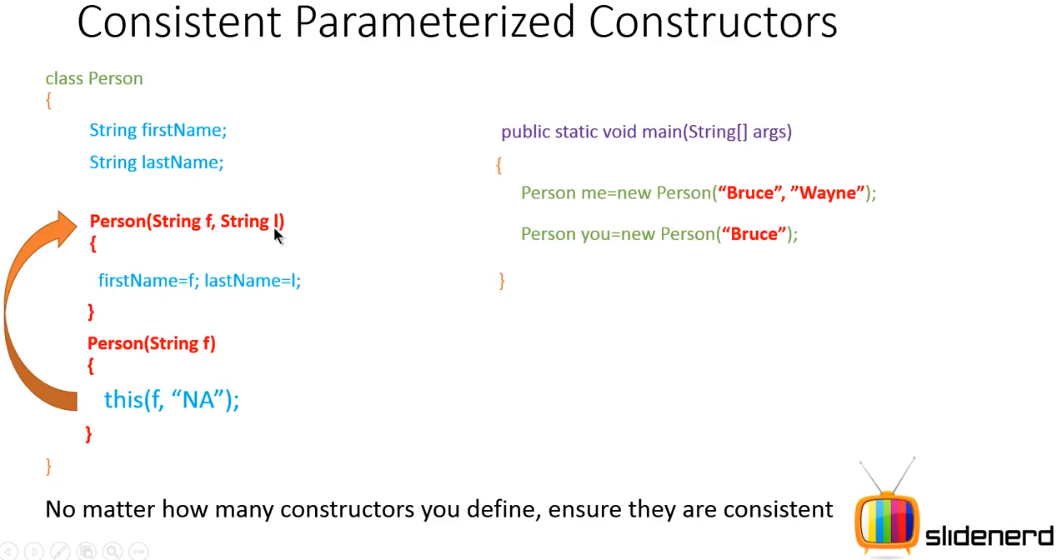 Consistent Parameterized Constructors
class Person
{
String firstName;
String lastName;
Person(String f, String l)
{
firstName=f; lastName=l;
}
Person(String f)
{
this(f, “NA”);
}
}
public static void main(String[] args)
{
Person me=new Person(“Bruce”, ”Wayne”);
Person you=new Person(“Bruce”);
}
No matter how many constructors you define, ensure they are consistent
slidenerd